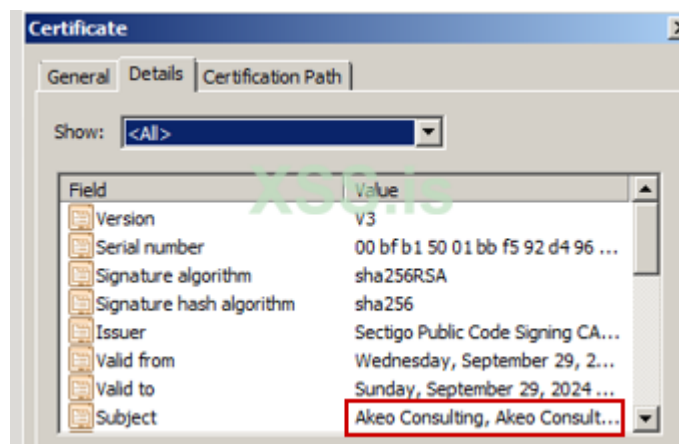 Certificate
General Details Certification Path
Show: <All>
XSS.is
Field Value
Version V3
Serial number 00 bf b1 50 01 bb f5 92 d4 96 ...
Signature algorithm sha256RSA
Signature hash algorithm sha256
Issuer Sectigo Public Code Signing CA...
Valid from Wednesday, September 29, 2...
Valid to Sunday, September 29, 2024 ...
Subject Akeo Consulting, Akeo Consult...